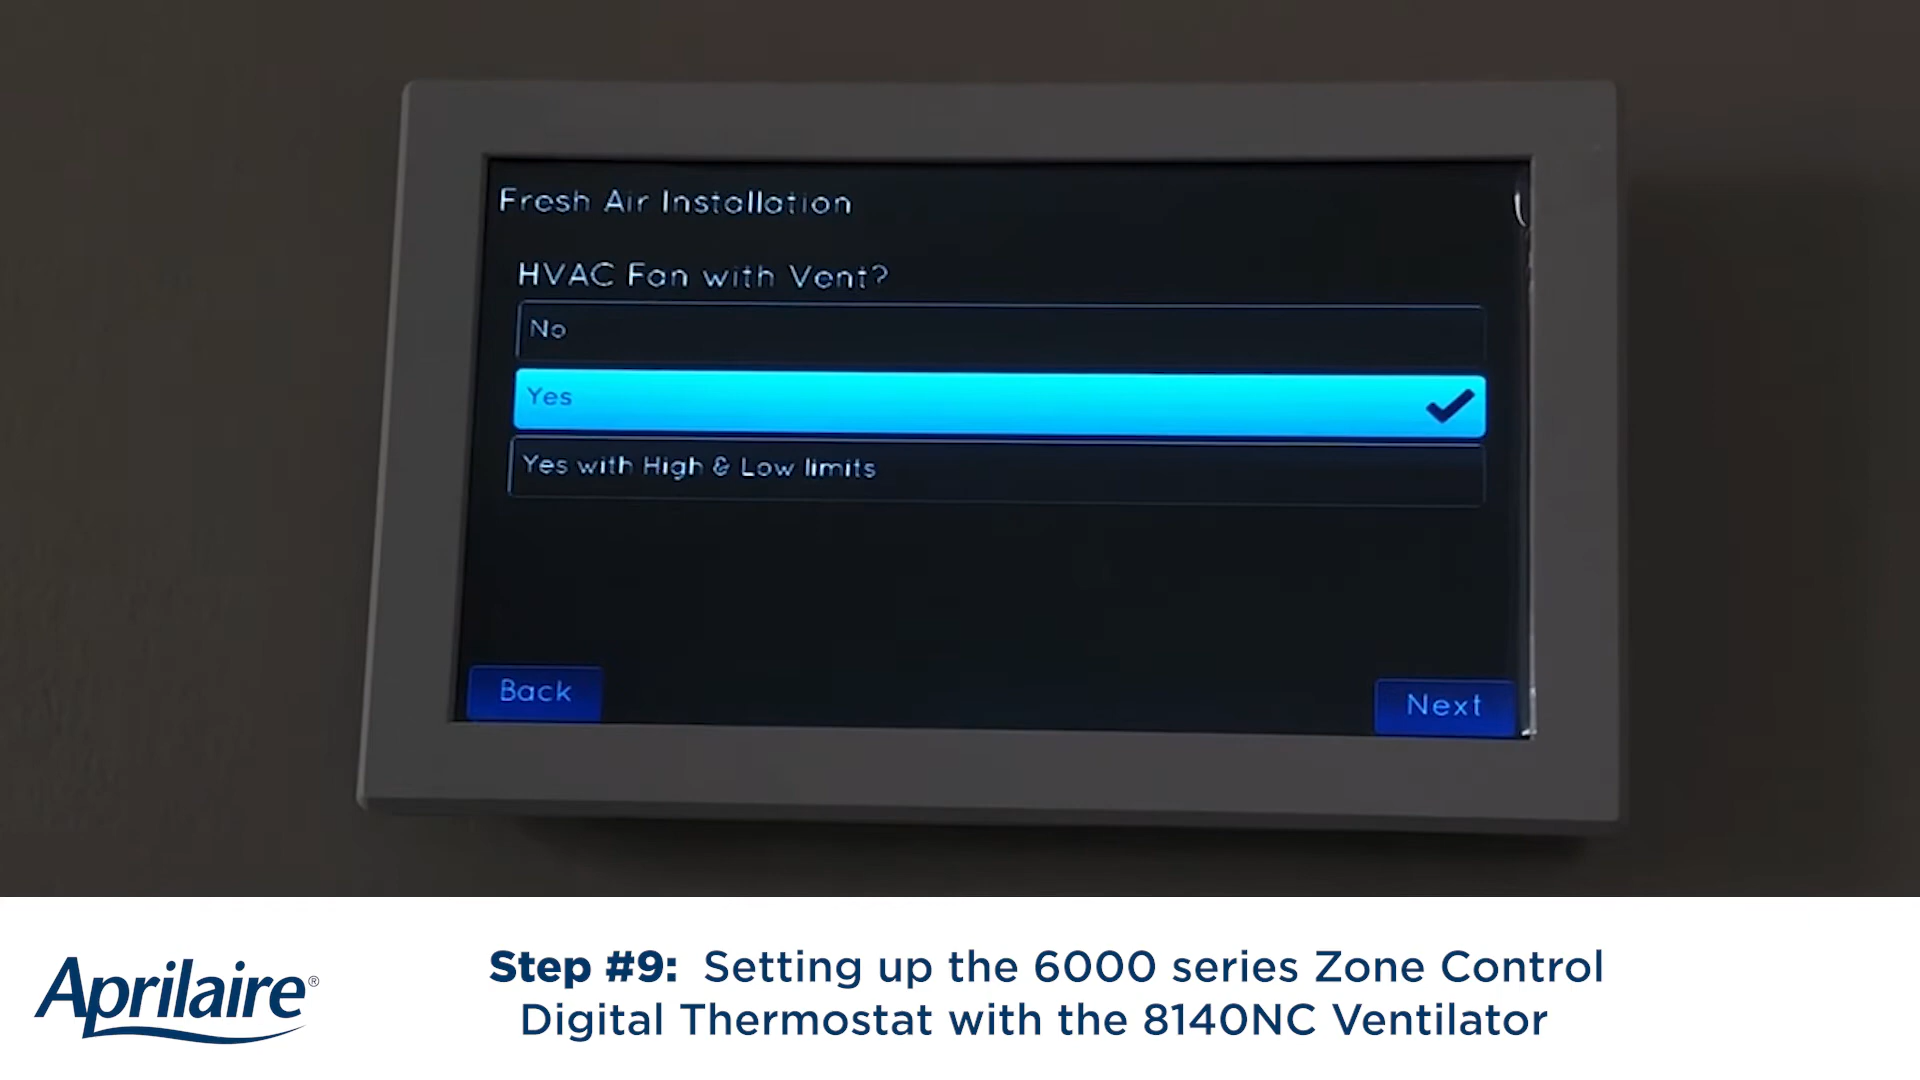 Fresh Air Installation
HVAC Fan with Vent?
No
Yes
Yes with High & Low limits
Back
Next
Aprilaire®
Step #9: Setting up the 6000 series Zone Control
Digital Thermostat with the 8140NC Ventilator